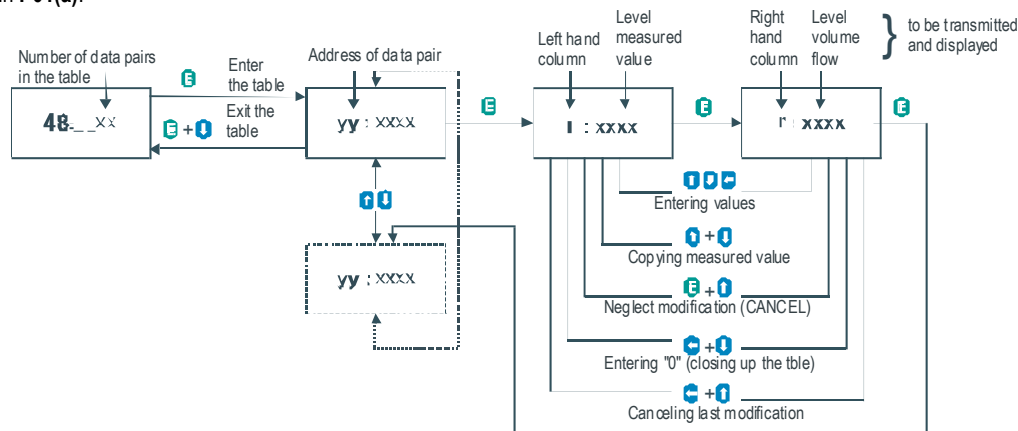 Number of data pairs
in the table
48._ _xx
E
Enter
the table
E + ↓
Exit the
table
Address of data pair
yy : xxxx
E
↑ ↓
yy : xxxx
Left hand
column
Level
measured
value
l : xxxx
E
Right
hand
column
Level
volume
flow
r : xxxx
E
} to be transmitted
and displayed
Entering values
↑ + ↓
Copying measured value
E + ↑
Neglect modification (CANCEL)
← + ↓
Entering "0" (closing up the tble)
← + ↑
Canceling last modification